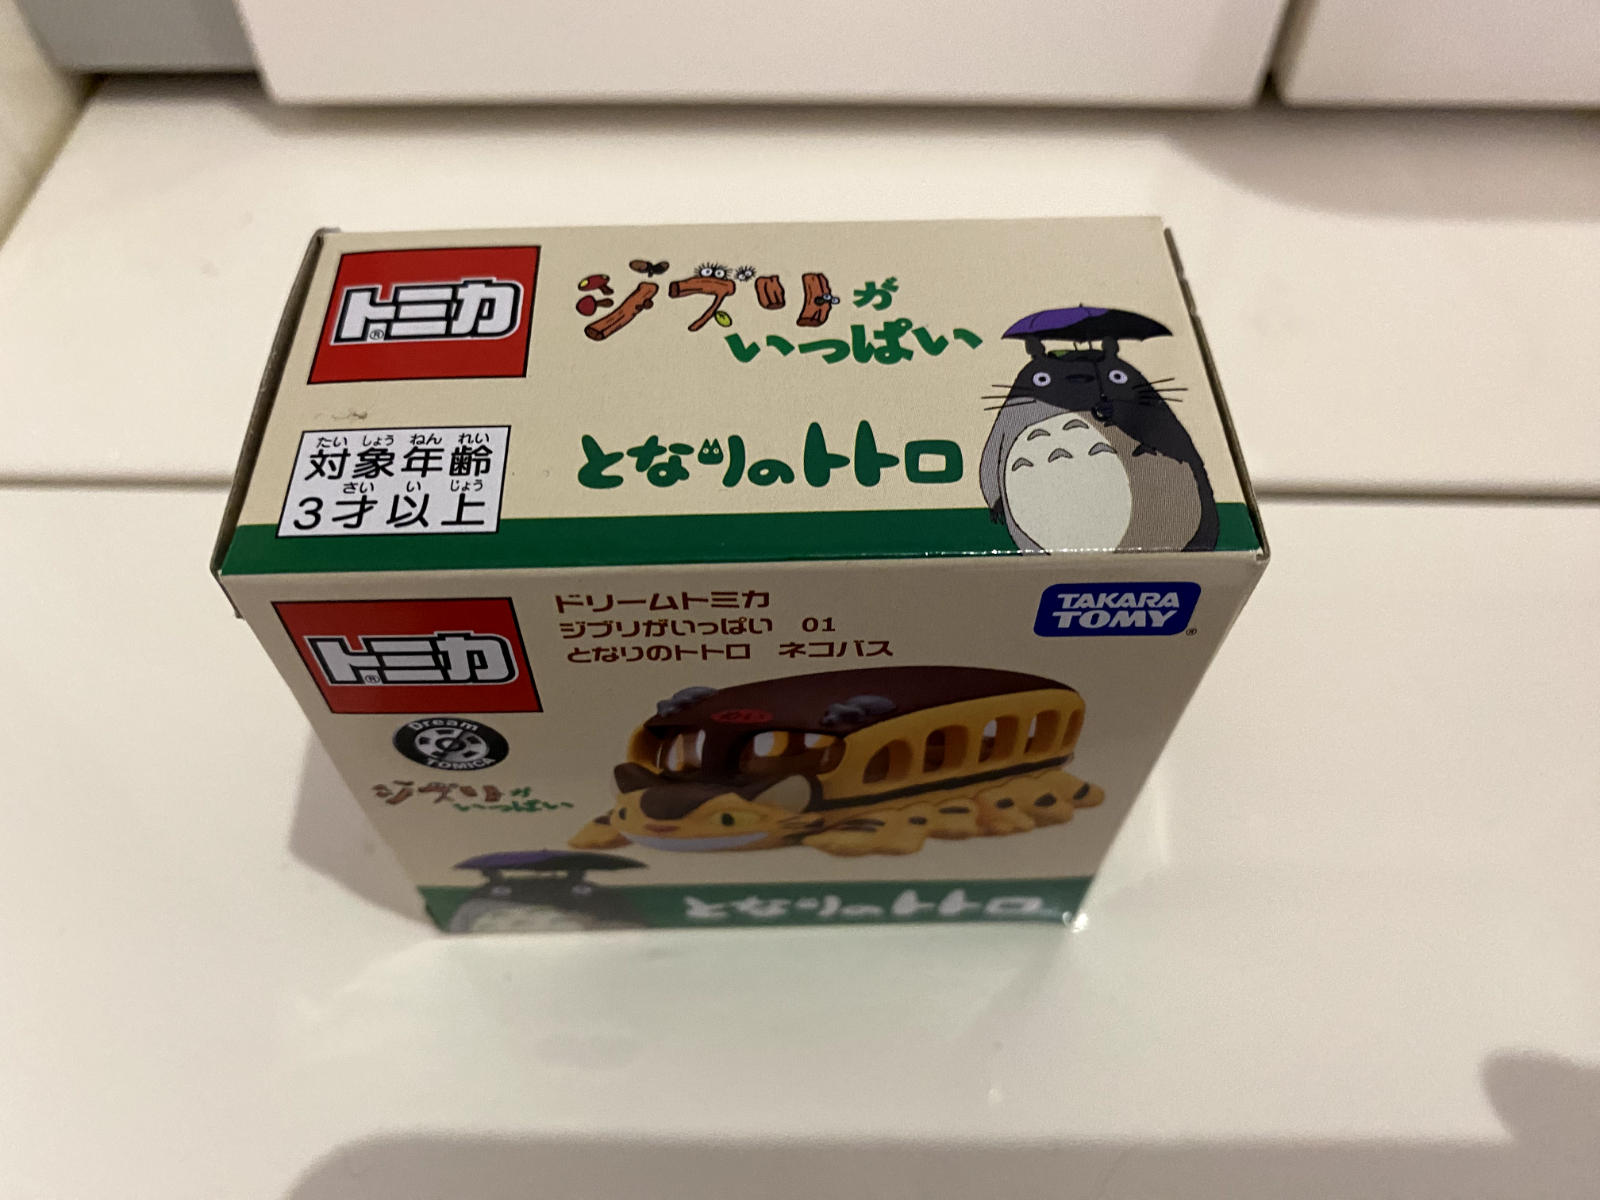 トミカ®
ジブリが
いっぱい
となりのトトロ
たい しょう ねん れい
対象年齢
さい い じょう
3才以上
トミカ®
ドリームトミカ
ジブリがいっぱい 01
となりのトトロ ネコバス
TAKARA
TOMY®
めい
Dream
TOMICA
ジブリが
いっぱい
となりのトトロ